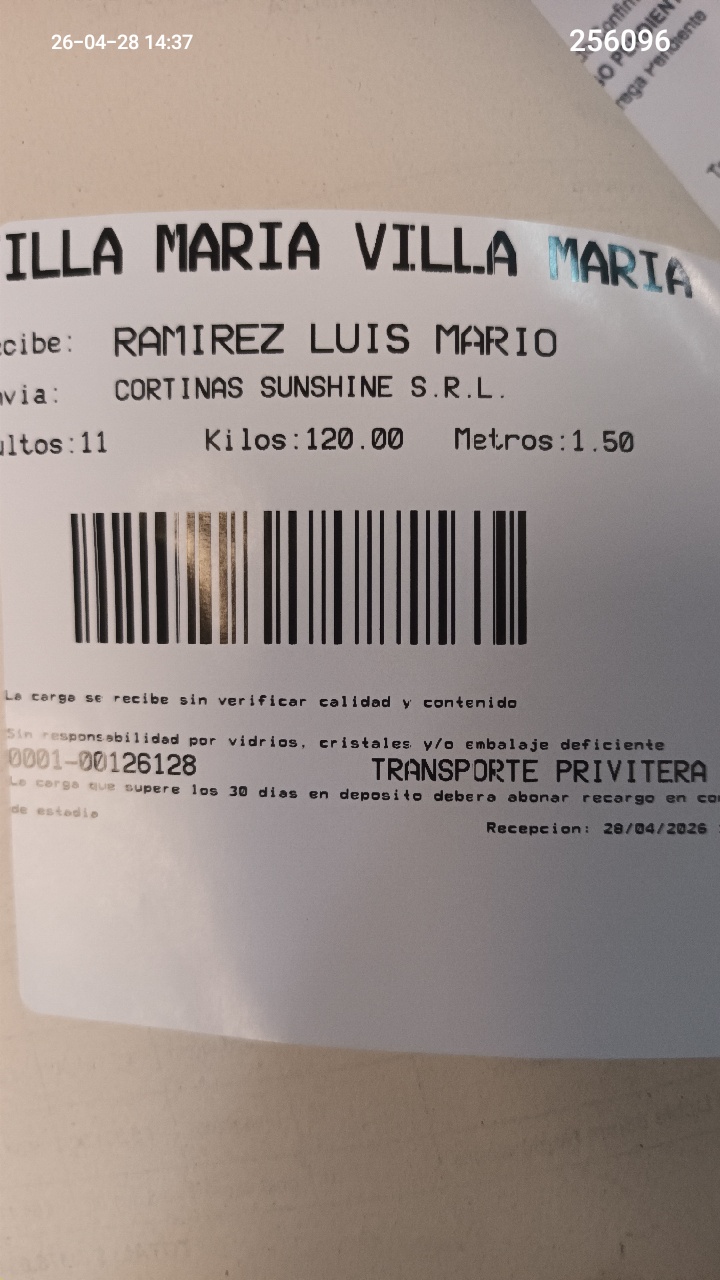 26-04-28 14:37
256096
PENDIENTE
ILLA MARIA VILLA MARIA
cibe: RAMIREZ LUIS MARIO
via: CORTINAS SUNSHINE S.R.L.
ultos:11 Kilos:120.00 Metros:1.50
La carga se recibe sin verificar calidad y contenido
Sin responsabilidad por vidrios, cristales y/o embalaje deficiente
0001-00126128 TRANSPORTE PRIVITERA
La carga que supere los 30 dias en deposito debera abonar recargo en co
de estadia
Recepcion: 28/04/2026